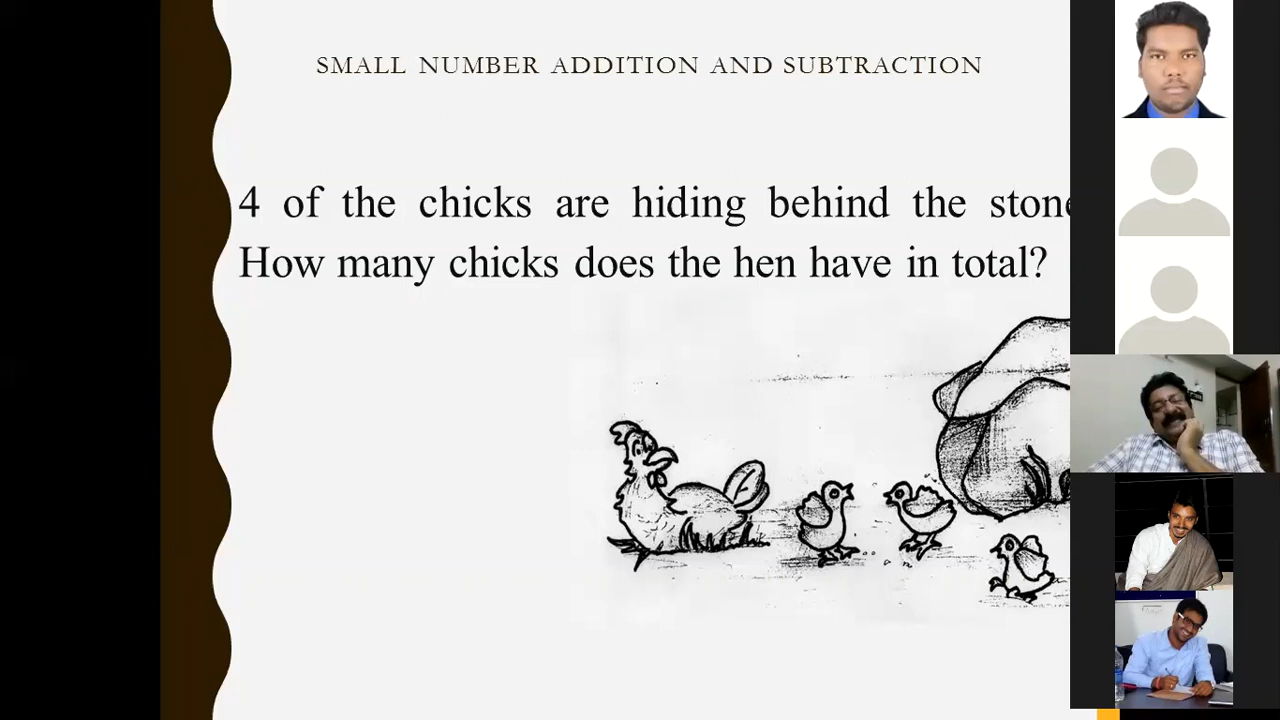 SMALL NUMBER ADDITION AND SUBTRACTION
4 of the chicks are hiding behind the stone
How many chicks does the hen have in total?